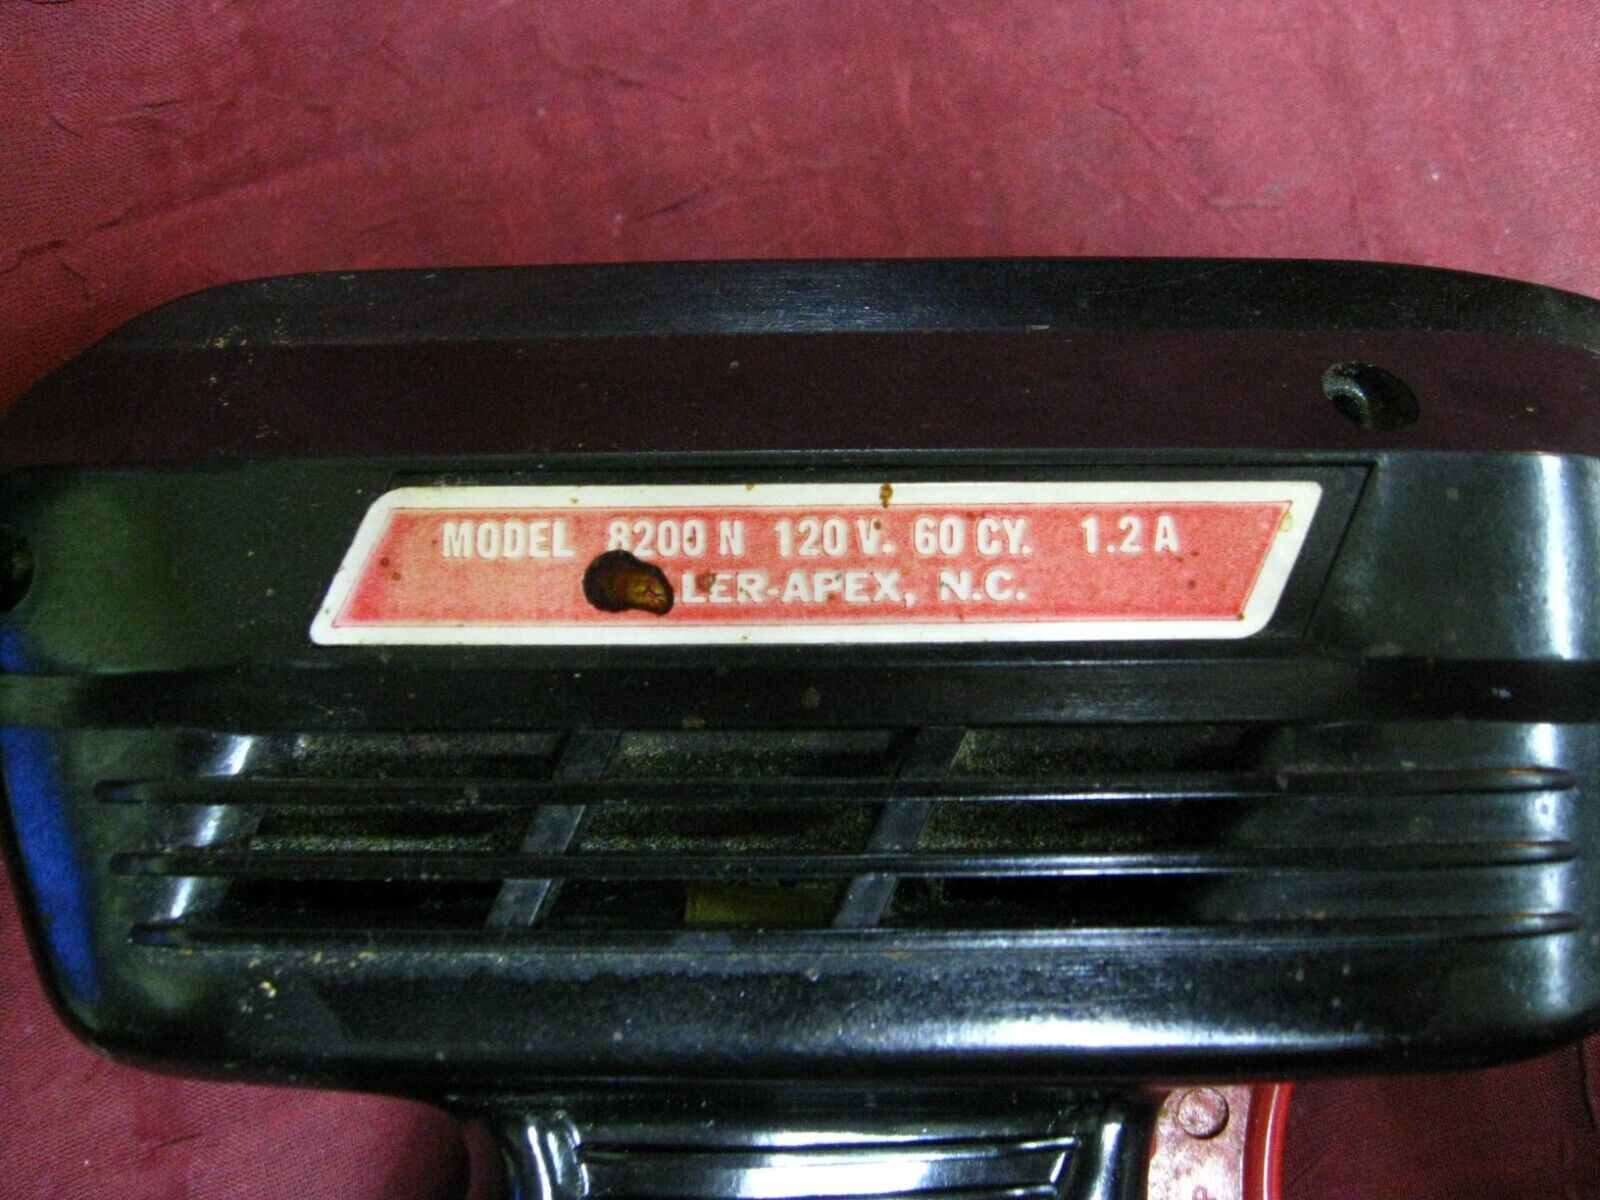 MODEL 8200 N 120 V. 60 CY. 1.2 A
LER-APEX, N.C.